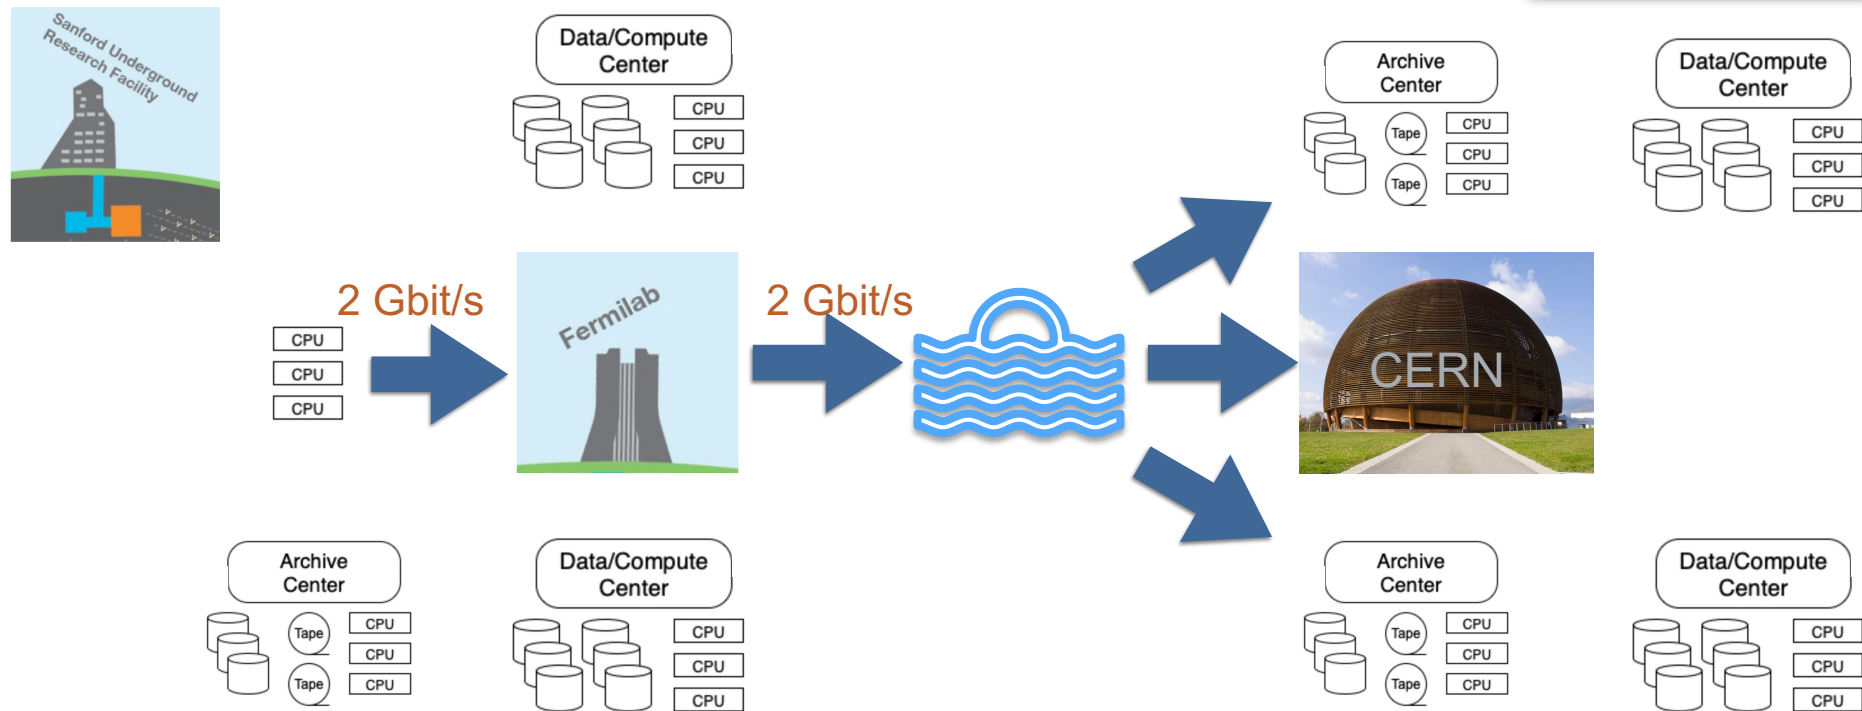 Sanford Underground
Research Facility
Data/Compute
Center
CPU
CPU
CPU
Archive
Center
Tape
Tape
CPU
CPU
CPU
Data/Compute
Center
CPU
CPU
CPU
2 Gbit/s
CPU
CPU
CPU
Fermilab
2 Gbit/s
CERN
Archive
Center
Tape
Tape
CPU
CPU
CPU
Data/Compute
Center
CPU
CPU
CPU
Archive
Center
Tape
Tape
CPU
CPU
CPU
Data/Compute
Center
CPU
CPU
CPU